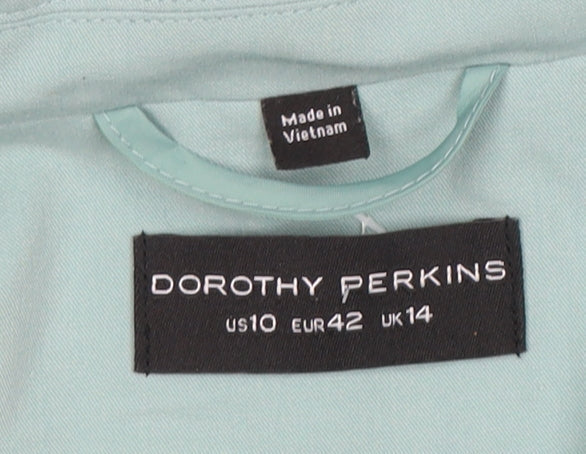 Made in
Vietnam
DOROTHY PERKINS
US10 EUR42 UK14